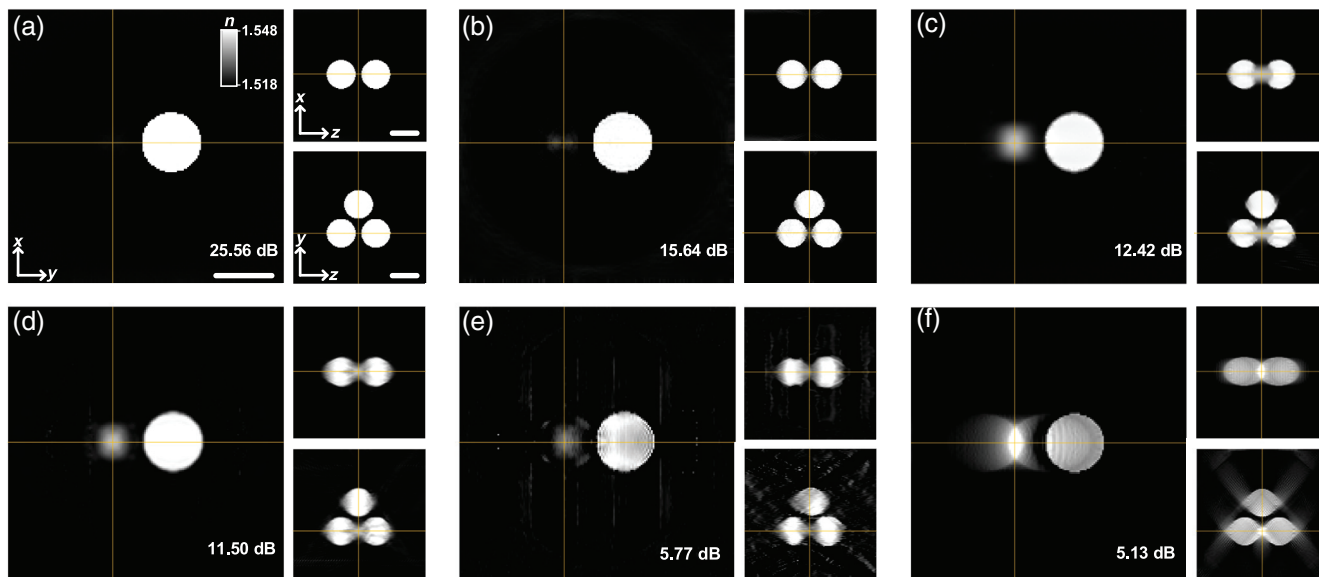 (a)
n
1.548
1.518
x
z
x
y
25.56 dB
y
z
(b)
15.64 dB
(c)
12.42 dB
(d)
11.50 dB
(e)
5.77 dB
(f)
5.13 dB